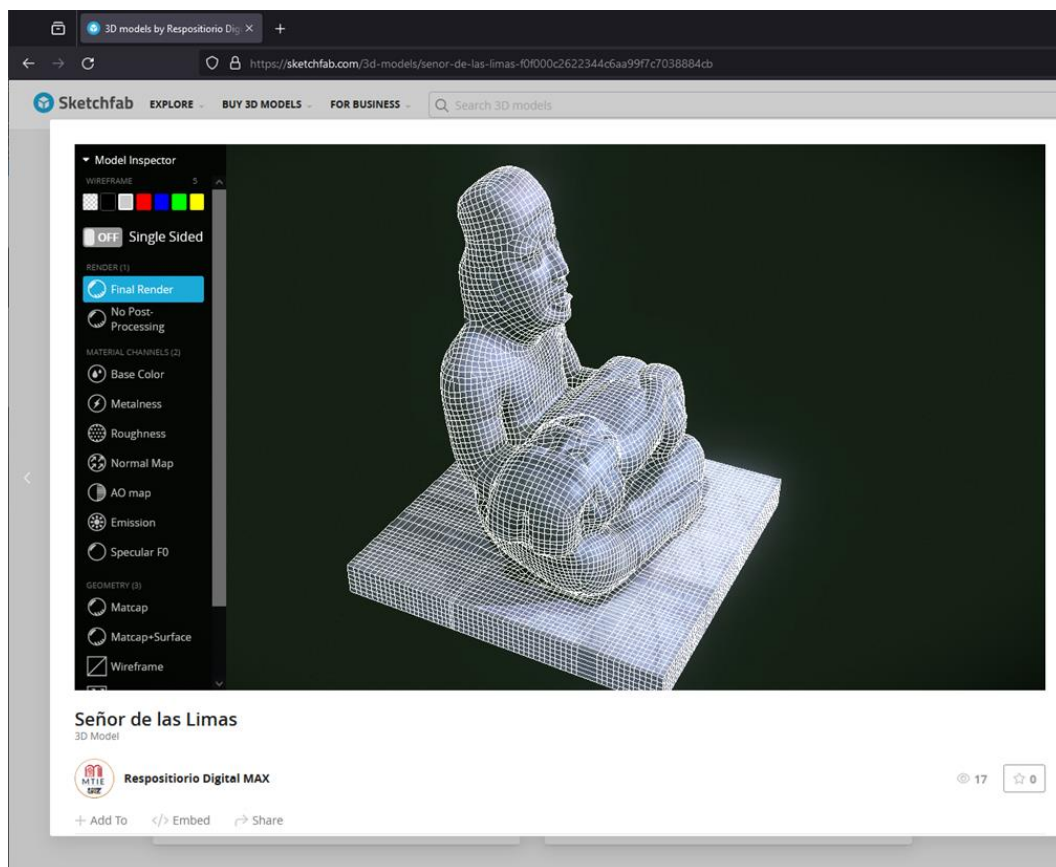 3D models by Respositiorio Dig
https://sketchfab.com/3d-models/senor-de-las-limas-f0f000c2622344c6aa99f7c7038884cb
Sketchfab EXPLORE BUY 3D MODELS FOR BUSINESS Search 3D models
Model Inspector
WIREFRAME 5
OFF Single Sided
RENDER (1)
Final Render
No Post-
Processing
MATERIAL CHANNELS (2)
Base Color
Metalness
Roughness
Normal Map
AO map
Emission
Specular F0
GEOMETRY (3)
Matcap
Matcap+Surface
Wireframe
Señor de las Limas
3D Model
MTIE
Respositiorio Digital MAX
17
0
Add To Embed Share